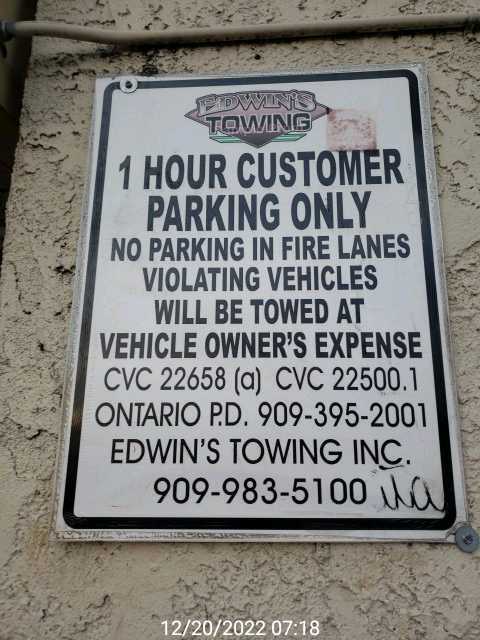 EDWIN'S
TOWING
1 HOUR CUSTOMER
PARKING ONLY
NO PARKING IN FIRE LANES
VIOLATING VEHICLES
WILL BE TOWED AT
VEHICLE OWNER'S EXPENSE
CVC 22658 (a) CVC 22500.1
ONTARIO P.D. 909-395-2001
EDWIN'S TOWING INC.
909-983-5100
12/20/2022 07:18